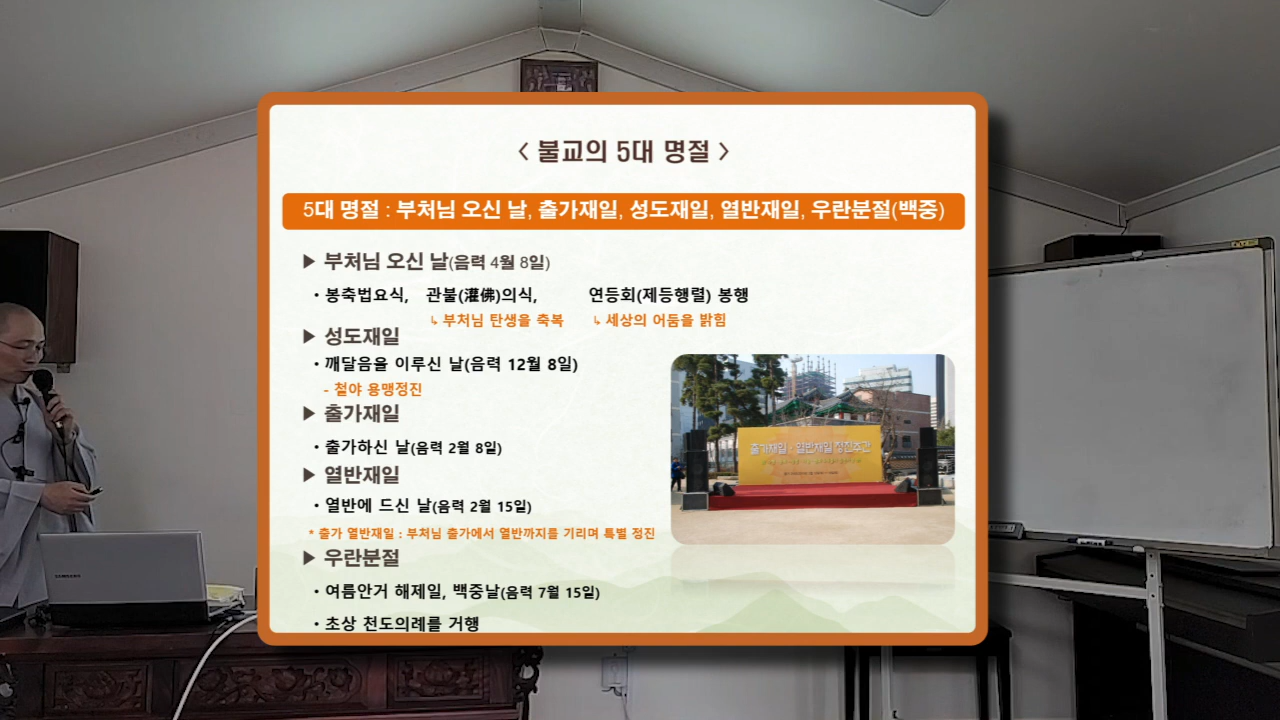 < 불교의 5대 명절 >
5대 명절 : 부처님 오신 날, 출가재일, 성도재일, 열반재일, 우란분절(백중)
▶ 부처님 오신 날(음력 4월 8일)
• 봉축법요식, 관불(灌佛)의식, 연등회(제등행렬) 봉행
↳ 부처님 탄생을 축복 ↳ 세상의 어둠을 밝힘
▶ 성도재일
• 깨달음을 이루신 날(음력 12월 8일)
- 철야 용맹정진
▶ 출가재일
• 출가하신 날(음력 2월 8일)
▶ 열반재일
• 열반에 드신 날(음력 2월 15일)
* 출가 열반재일 : 부처님 출가에서 열반까지를 기리며 특별 정진
▶ 우란분절
• 여름안거 해제일, 백중날(음력 7월 15일)
• 초상 천도의례를 거행
출가재일 · 열반재일 정진주간
SAMSUNG